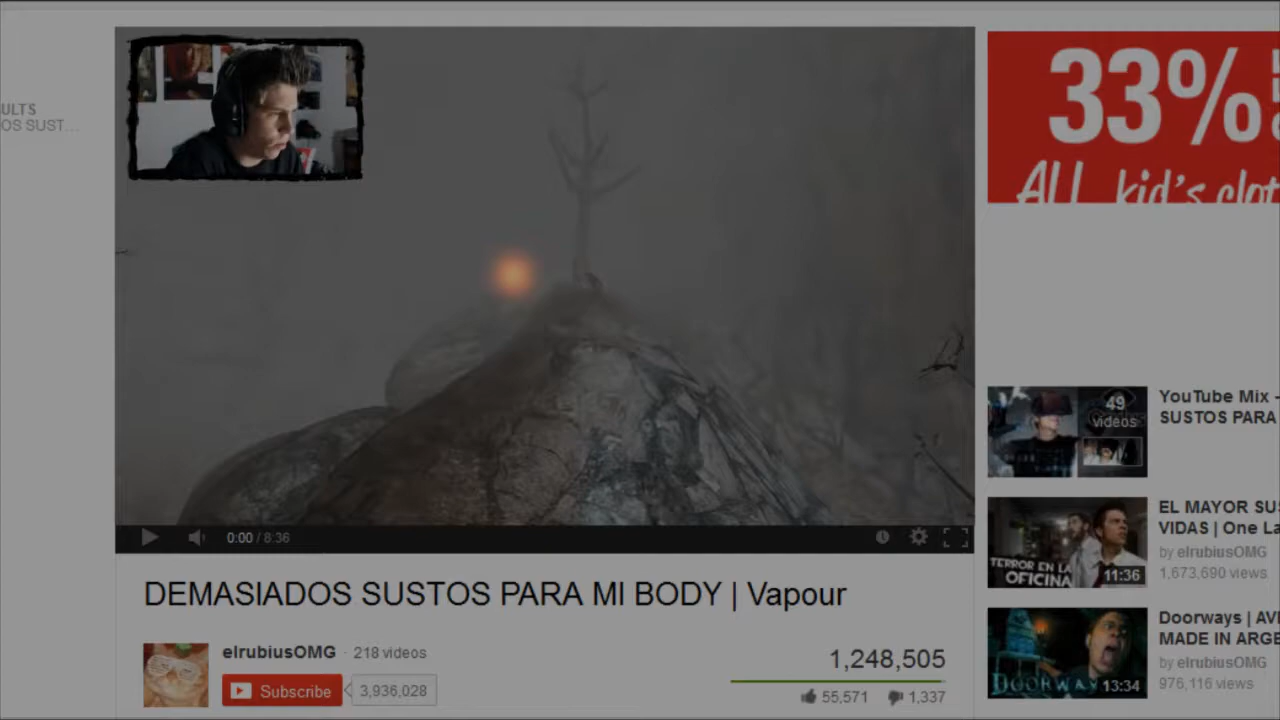 ULTS
OS SUST...
33%
ALL kid's clot
0:00 / 8:36
DEMASIADOS SUSTOS PARA MI BODY | Vapour
elrubiusOMG · 218 videos
Subscribe 3,936,028
1,248,505
55,571 1,337
49
videos
YouTube Mix -
SUSTOS PARA
TERROR EN LA
OFICINA
11:36
EL MAYOR SUS
VIDAS | One La
by elrubiusOMG
1,673,690 views
DOORWAY
13:34
Doorways | AVE
MADE IN ARGE
by elrubiusOMG
976,116 views